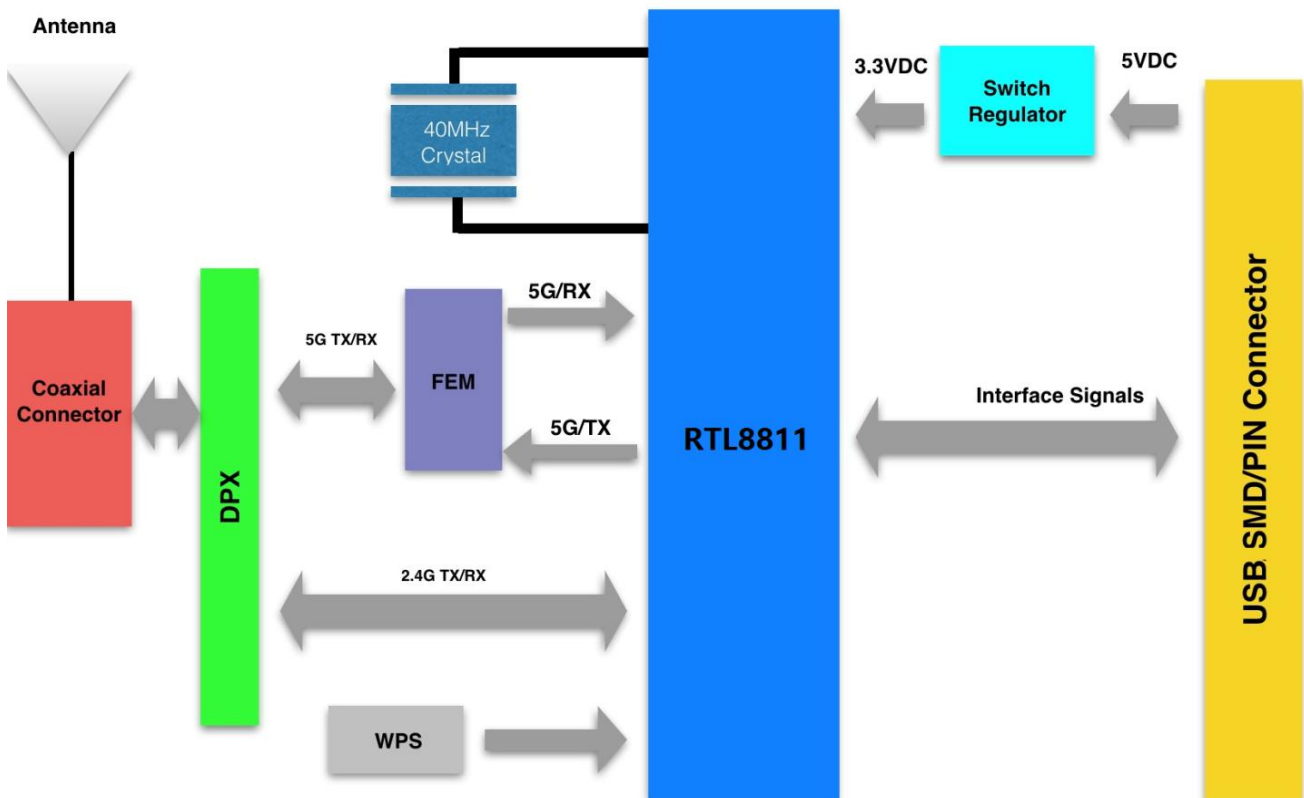 Antenna
40MHz
Crystal
3.3VDC
Switch
Regulator
5VDC
5G/RX
5G TX/RX
FEM
Coaxial
Connector
5G/TX
RTL8811
Interface Signals
DPX
USB SMD/PIN Connector
2.4G TX/RX
WPS